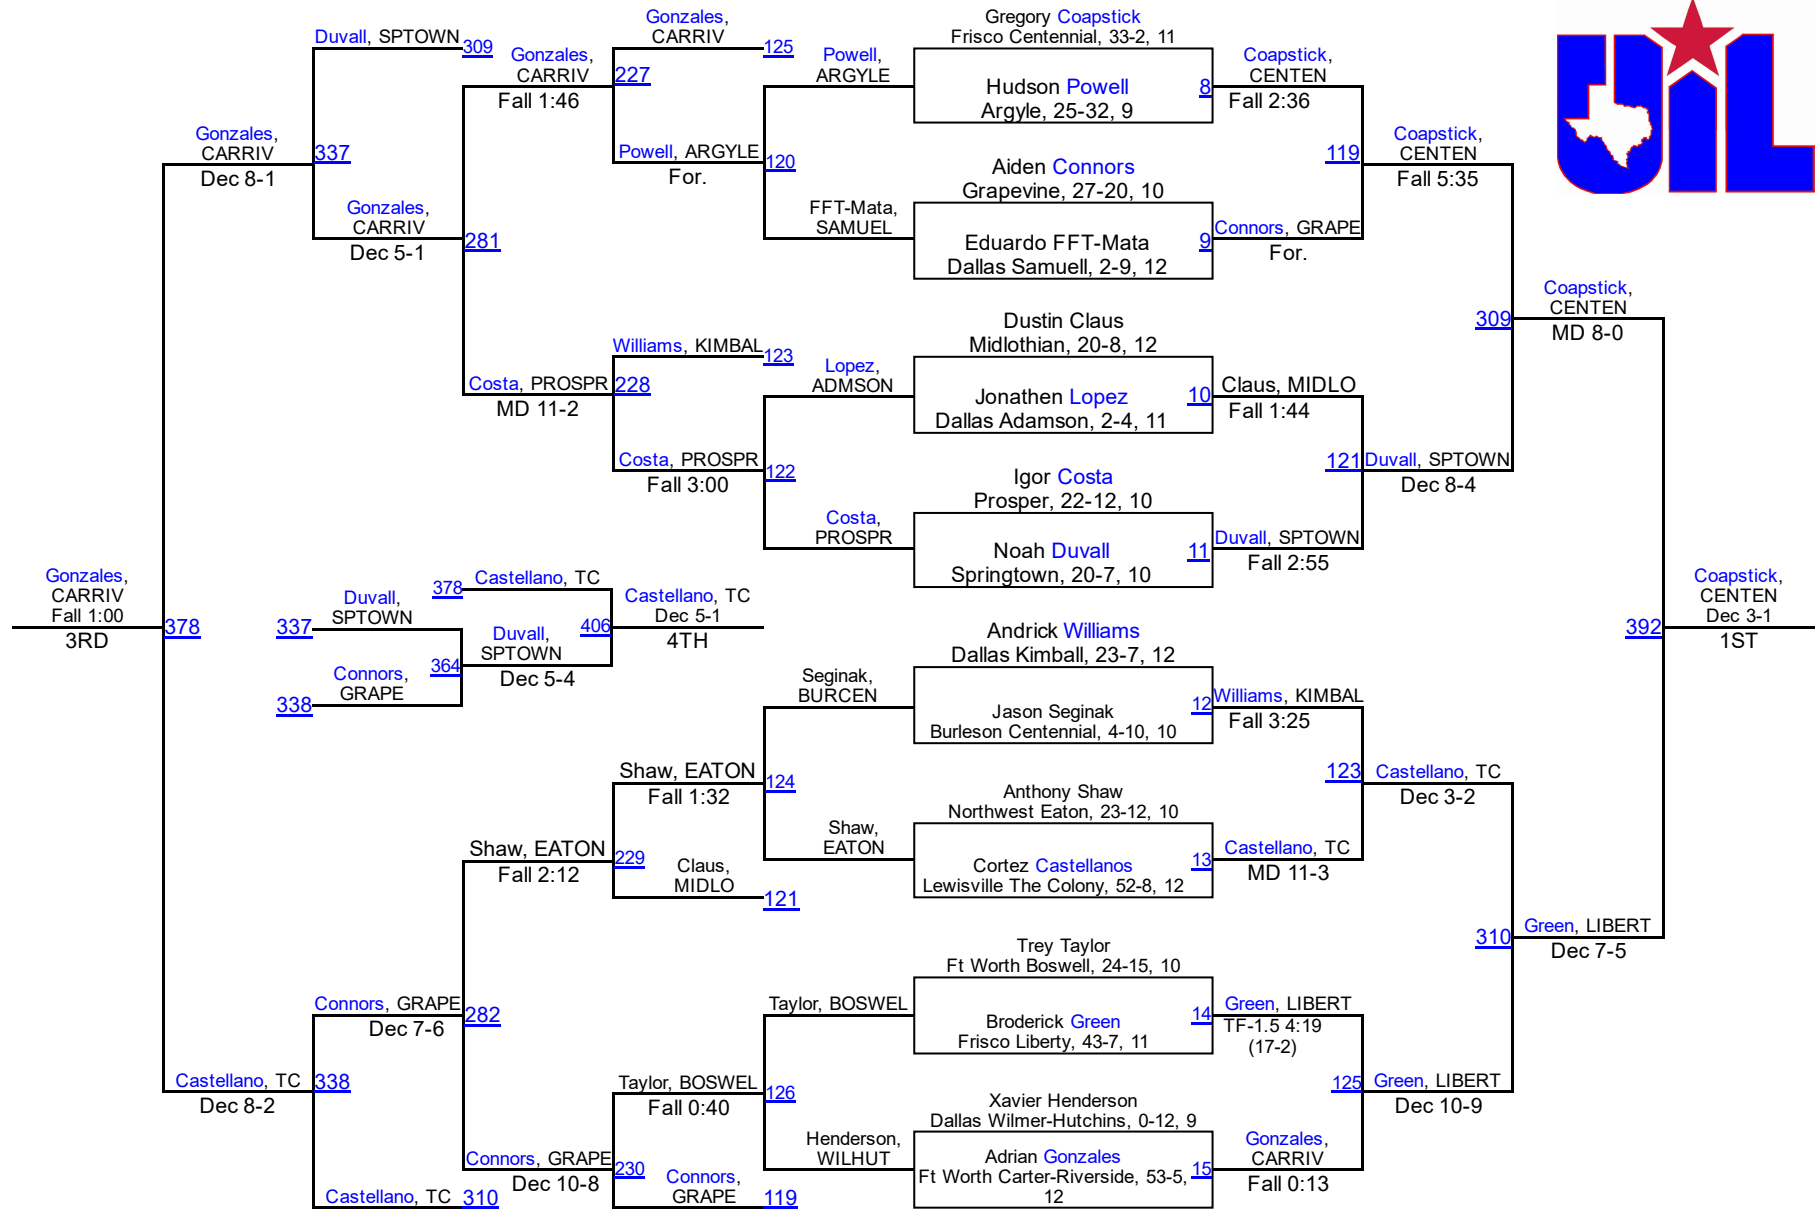 Duvall, SPTOWN
309
Gonzales,
CARRIV
Fall 1:46
Gonzales,
CARRIV
125
227
Powell, ARGYLE
For.
120
Powell,
ARGYLE
FFT-Mata,
SAMUEL
Gonzales,
CARRIV
Dec 8-1
337
Gonzales,
CARRIV
Dec 5-1
281
Williams, KIMBAL
123
Costa, PROSPR
MD 11-2
228
Costa, PROSPR
Fall 3:00
122
Lopez,
ADMSON
Costa,
PROSPR
Gonzales,
CARRIV
Fall 1:00
3RD
378
337
Duvall,
SPTOWN
Connors,
GRAPE
338
364
378
Castellano, TC
Duvall,
SPTOWN
Dec 5-4
406
Castellano, TC
Dec 5-1
4TH
Seginak,
BURCEN
Shaw, EATON
Fall 1:32
124
Shaw,
EATON
Shaw, EATON
Fall 2:12
229
Claus,
MIDLO
121
Connors, GRAPE
Dec 7-6
282
Taylor, BOSWEL
Castellano, TC
Dec 8-2
338
Taylor, BOSWEL
Fall 0:40
126
Henderson,
WILHUT
Connors, GRAPE
Dec 10-8
230
Connors,
GRAPE
119
Castellano, TC
310
Gregory Coapstick
Frisco Centennial, 33-2, 11
Hudson Powell
Argyle, 25-32, 9
8
Aiden Connors
Grapevine, 27-20, 10
Eduardo FFT-Mata
Dallas Samuell, 2-9, 12
9
Dustin Claus
Midlothian, 20-8, 12
Jonathen Lopez
Dallas Adamson, 2-4, 11
10
Igor Costa
Prosper, 22-12, 10
Noah Duvall
Springtown, 20-7, 10
11
Andrick Williams
Dallas Kimball, 23-7, 12
Jason Seginak
Burleson Centennial, 4-10, 10
12
Anthony Shaw
Northwest Eaton, 23-12, 10
Cortez Castellanos
Lewisville The Colony, 52-8, 12
13
Trey Taylor
Ft Worth Boswell, 24-15, 10
Broderick Green
Frisco Liberty, 43-7, 11
14
Xavier Henderson
Dallas Wilmer-Hutchins, 0-12, 9
Adrian Gonzales
Ft Worth Carter-Riverside, 53-5,
12
15
Coapstick,
CENTEN
Fall 2:36
119
Connors, GRAPE
For.
Claus, MIDLO
Fall 1:44
121
Duvall, SPTOWN
Fall 2:55
Williams, KIMBAL
Fall 3:25
123
Castellano, TC
MD 11-3
Green, LIBERT
TF-1.5 4:19
(17-2)
125
Gonzales,
CARRIV
Fall 0:13
Coapstick,
CENTEN
Fall 5:35
309
Duvall, SPTOWN
Dec 8-4
Castellano, TC
Dec 3-2
310
Green, LIBERT
Dec 10-9
Coapstick,
CENTEN
MD 8-0
392
Green, LIBERT
Dec 7-5
Coapstick,
CENTEN
Dec 3-1
1ST
UIL